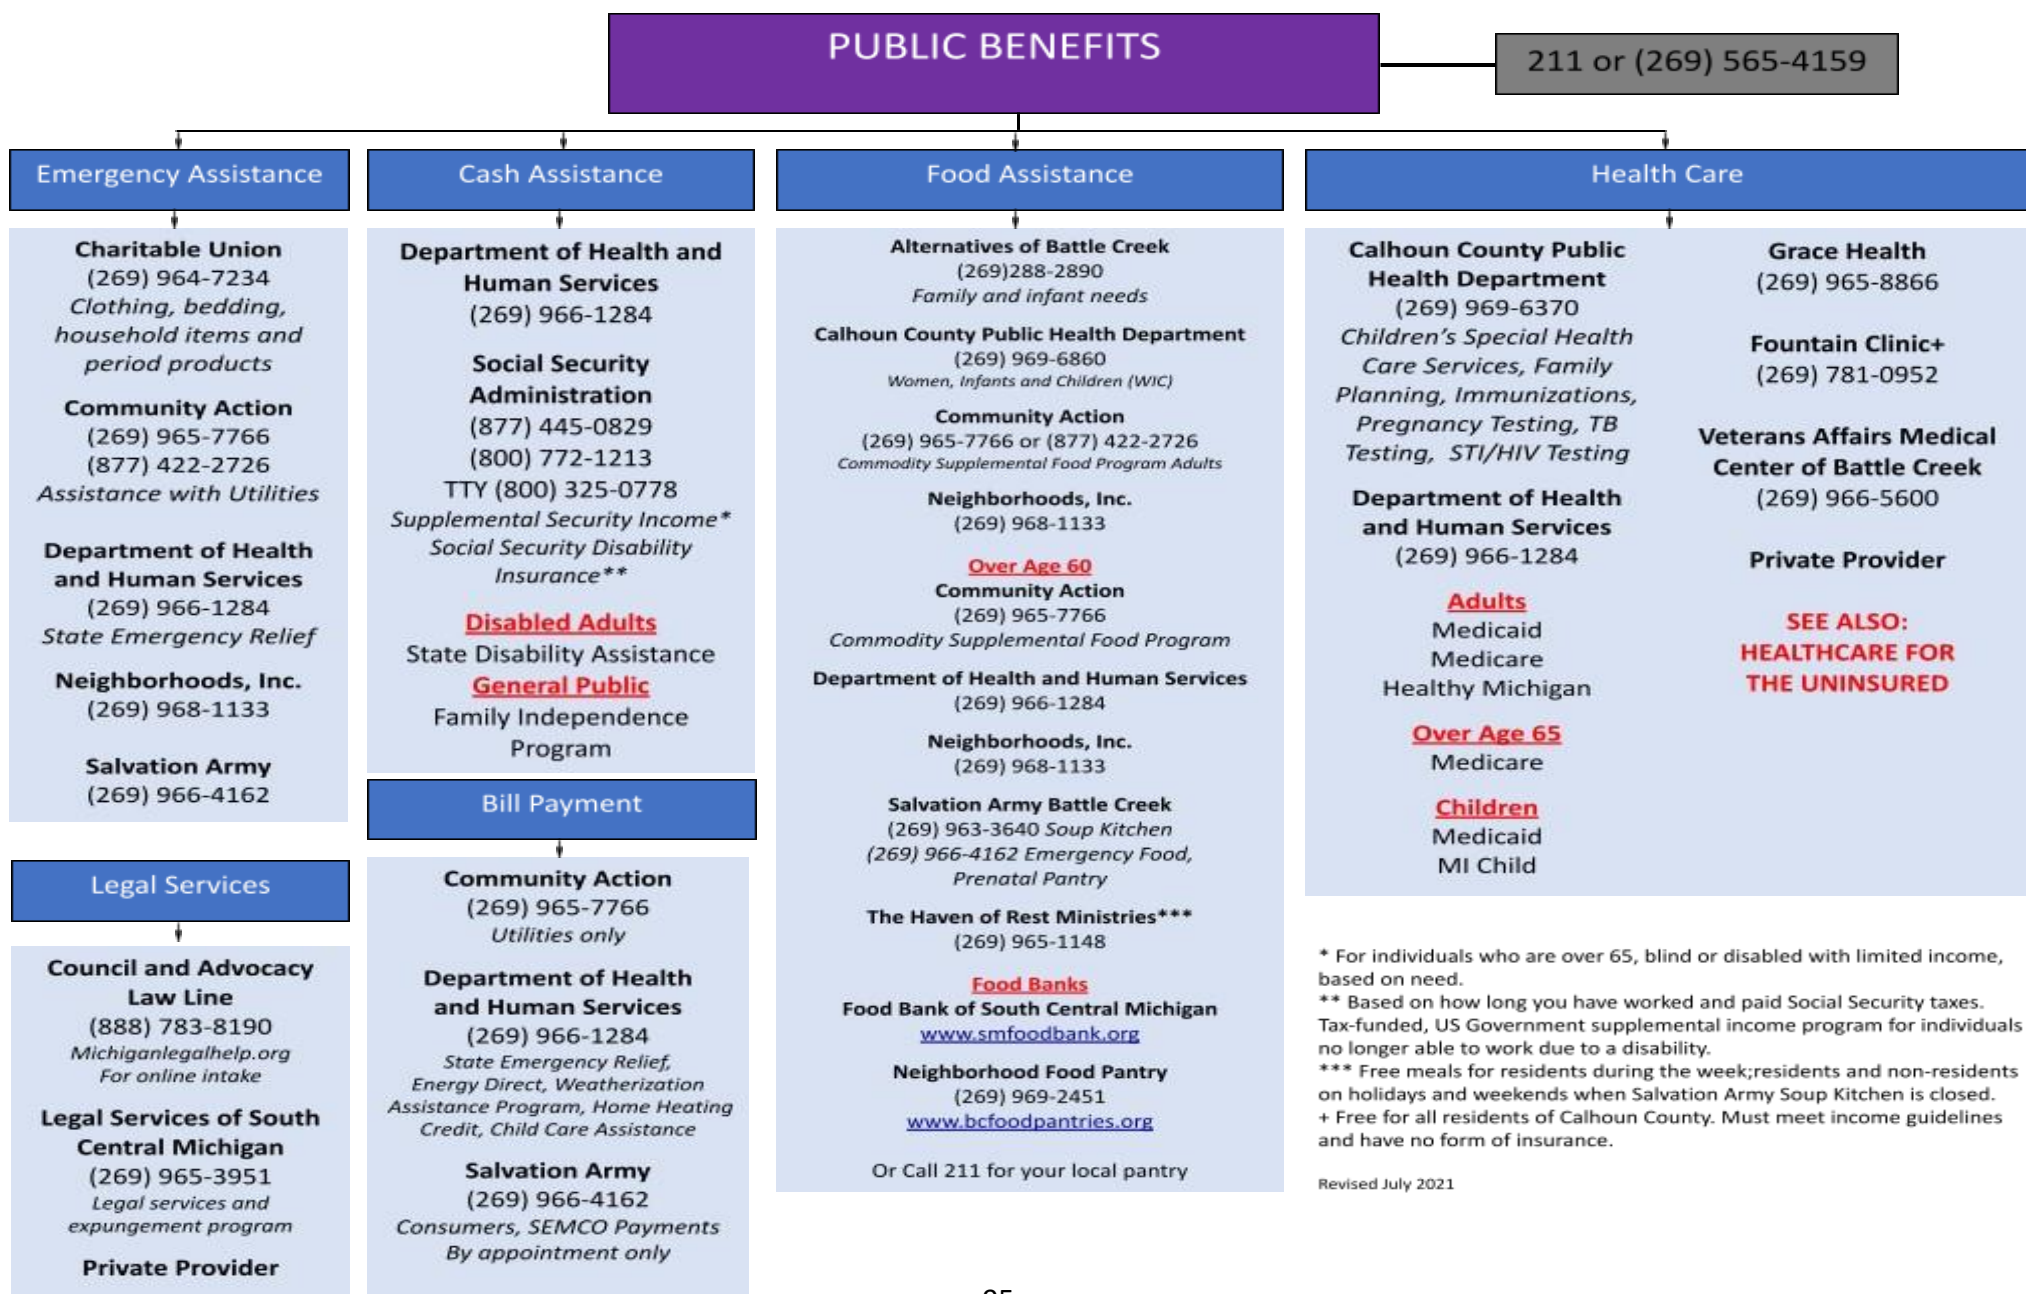 PUBLIC BENEFITS
211 or (269) 565-4159
Emergency Assistance
Charitable Union
(269) 964-7234
Clothing, bedding,
household items and
period products
Community Action
(269) 965-7766
(877) 422-2726
Assistance with Utilities
Department of Health
and Human Services
(269) 966-1284
State Emergency Relief
Neighborhoods, Inc.
(269) 968-1133
Salvation Army
(269) 966-4162
Legal Services
Council and Advocacy
Law Line
(888) 783-8190
Michiganlegalhelp.org
For online intake
Legal Services of South
Central Michigan
(269) 965-3951
Legal services and
expungement program
Private Provider
Cash Assistance
Department of Health and
Human Services
(269) 966-1284
Social Security
Administration
(877) 445-0829
(800) 772-1213
TTY (800) 325-0778
Supplemental Security Income*
Social Security Disability
Insurance**
Disabled Adults
State Disability Assistance
General Public
Family Independence
Program
Bill Payment
Community Action
(269) 965-7766
Utilities only
Department of Health
and Human Services
(269) 966-1284
State Emergency Relief,
Energy Direct, Weatherization
Assistance Program, Home Heating
Credit, Child Care Assistance
Salvation Army
(269) 966-4162
Consumers, SEMCO Payments
By appointment only
Food Assistance
Alternatives of Battle Creek
(269)288-2890
Family and infant needs
Calhoun County Public Health Department
(269) 969-6860
Women, Infants and Children (WIC)
Community Action
(269) 965-7766 or (877) 422-2726
Commodity Supplemental Food Program Adults
Neighborhoods, Inc.
(269) 968-1133
Over Age 60
Community Action
(269) 965-7766
Commodity Supplemental Food Program
Department of Health and Human Services
(269) 966-1284
Neighborhoods, Inc.
(269) 968-1133
Salvation Army Battle Creek
(269) 963-3640 Soup Kitchen
(269) 966-4162 Emergency Food,
Prenatal Pantry
The Haven of Rest Ministries***
(269) 965-1148
Food Banks
Food Bank of South Central Michigan
www.smfoodbank.org
Neighborhood Food Pantry
(269) 969-2451
www.bcfoodpantries.org
Or Call 211 for your local pantry
Health Care
Calhoun County Public
Health Department
(269) 969-6370
Children's Special Health
Care Services, Family
Planning, Immunizations,
Pregnancy Testing, TB
Testing, STI/HIV Testing
Department of Health
and Human Services
(269) 966-1284
Adults
Medicaid
Medicare
Healthy Michigan
Over Age 65
Medicare
Children
Medicaid
MI Child
Grace Health
(269) 965-8866
Fountain Clinic+
(269) 781-0952
Veterans Affairs Medical
Center of Battle Creek
(269) 966-5600
Private Provider
SEE ALSO:
HEALTHCARE FOR
THE UNINSURED
* For individuals who are over 65, blind or disabled with limited income,
based on need.
** Based on how long you have worked and paid Social Security taxes.
Tax-funded, US Government supplemental income program for individuals
no longer able to work due to a disability.
*** Free meals for residents during the week;residents and non-residents
on holidays and weekends when Salvation Army Soup Kitchen is closed.
+ Free for all residents of Calhoun County. Must meet income guidelines
and have no form of insurance.
Revised July 2021